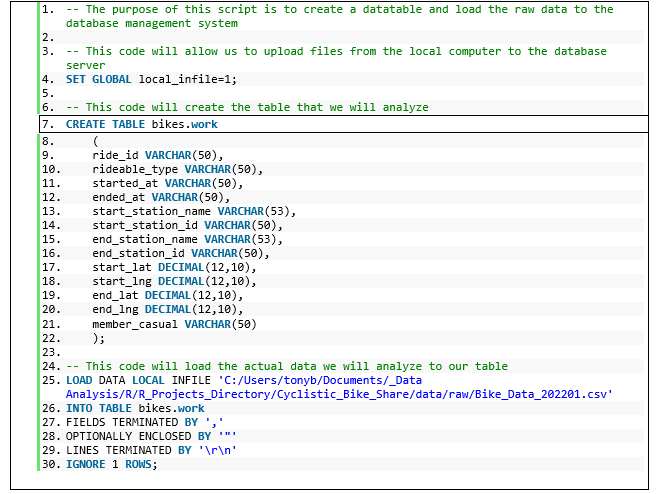 1. -- The purpose of this script is to create a datatable and load the raw data to the
database management system
2.
3. -- This code will allow us to upload files from the local computer to the database
server
4. SET GLOBAL local_infile=1;
5.
6. -- This code will create the table that we will analyze
7. CREATE TABLE bikes.work
8. (
9. ride_id VARCHAR(50),
10. rideable_type VARCHAR(50),
11. started_at VARCHAR(50),
12. ended_at VARCHAR(50),
13. start_station_name VARCHAR(53),
14. start_station_id VARCHAR(50),
15. end_station_name VARCHAR(53),
16. end_station_id VARCHAR(50),
17. start_lat DECIMAL(12,10),
18. start_lng DECIMAL(12,10),
19. end_lat DECIMAL(12,10),
20. end_lng DECIMAL(12,10),
21. member_casual VARCHAR(50)
22. );
23.
24. -- This code will load the actual data we will analyze to our table
25. LOAD DATA LOCAL INFILE 'C:/Users/tonyb/Documents/_Data
Analysis/R/R_Projects_Directory/Cyclistic_Bike_Share/data/raw/Bike_Data_202201.csv'
26. INTO TABLE bikes.work
27. FIELDS TERMINATED BY ','
28. OPTIONALLY ENCLOSED BY '"'
29. LINES TERMINATED BY '\r\n'
30. IGNORE 1 ROWS;